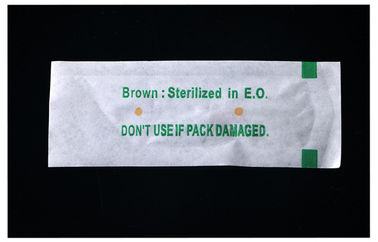 Brown : Sterilized in E.O.
DON'T USE IF PACK DAMAGED.